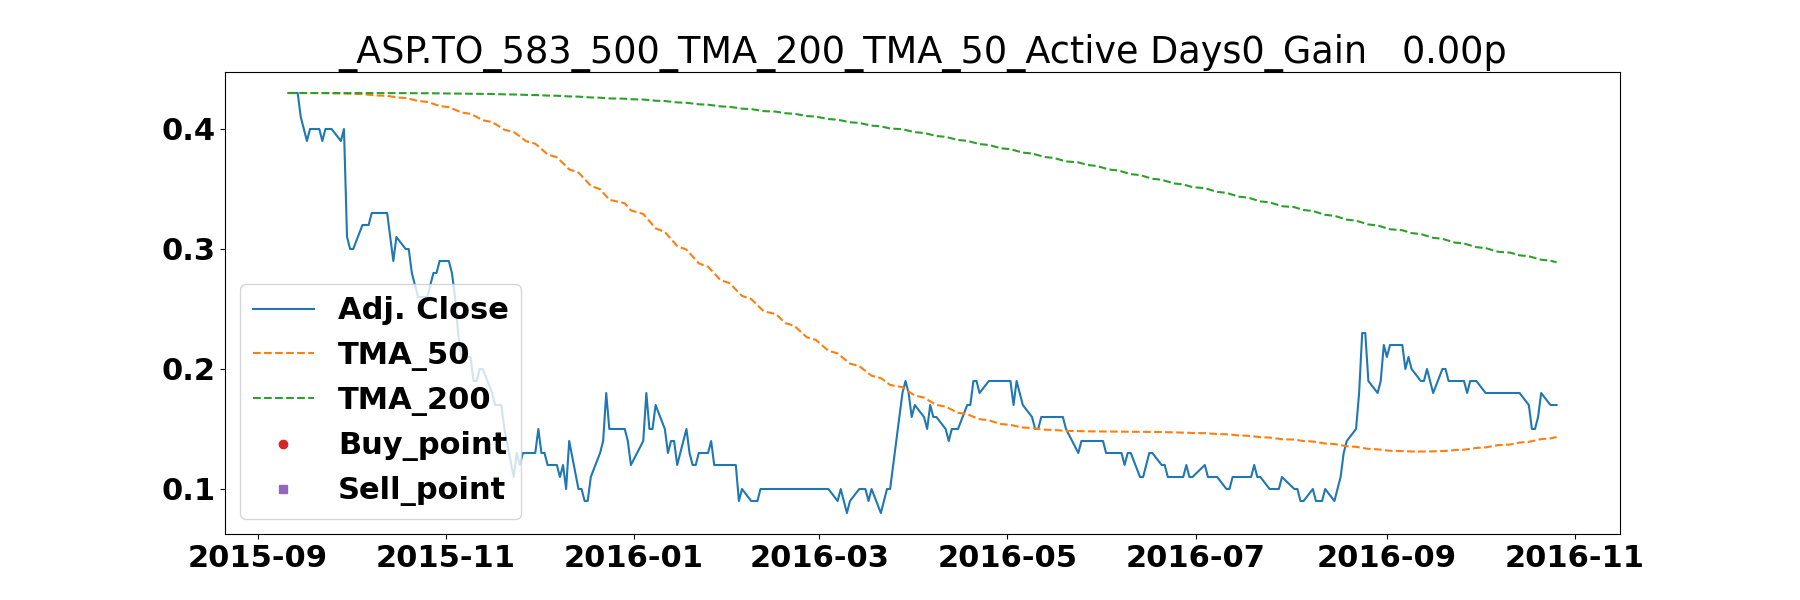 _ASP.TO_583_500_TMA_200_TMA_50_Active Days0_Gain   0.00p
0.4
0.3
0.2
0.1
Adj. Close
TMA_50
TMA_200
Buy_point
Sell_point
2015-09 2015-11 2016-01 2016-03 2016-05 2016-07 2016-09 2016-11